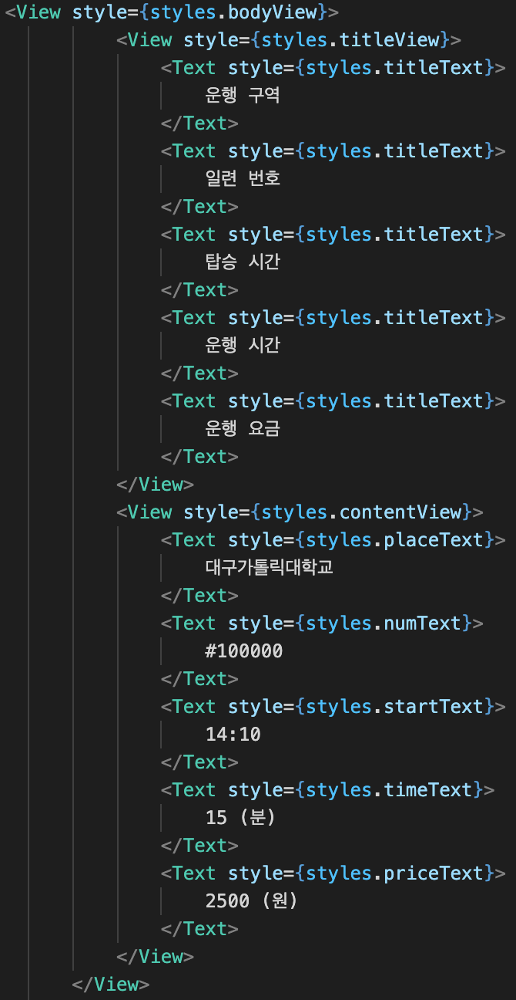 <View style={styles.bodyView}>
<View style={styles.titleView}>
<Text style={styles.titleText}>
운행 구역
</Text>
<Text style={styles.titleText}>
일련 번호
</Text>
<Text style={styles.titleText}>
탑승 시간
</Text>
<Text style={styles.titleText}>
운행 시간
</Text>
<Text style={styles.titleText}>
운행 요금
</Text>
</View>
<View style={styles.contentView}>
<Text style={styles.placeText}>
대구가톨릭대학교
</Text>
<Text style={styles.numText}>
#100000
</Text>
<Text style={styles.startText}>
14:10
</Text>
<Text style={styles.timeText}>
15 (분)
</Text>
<Text style={styles.priceText}>
2500 (원)
</Text>
</View>
</View>